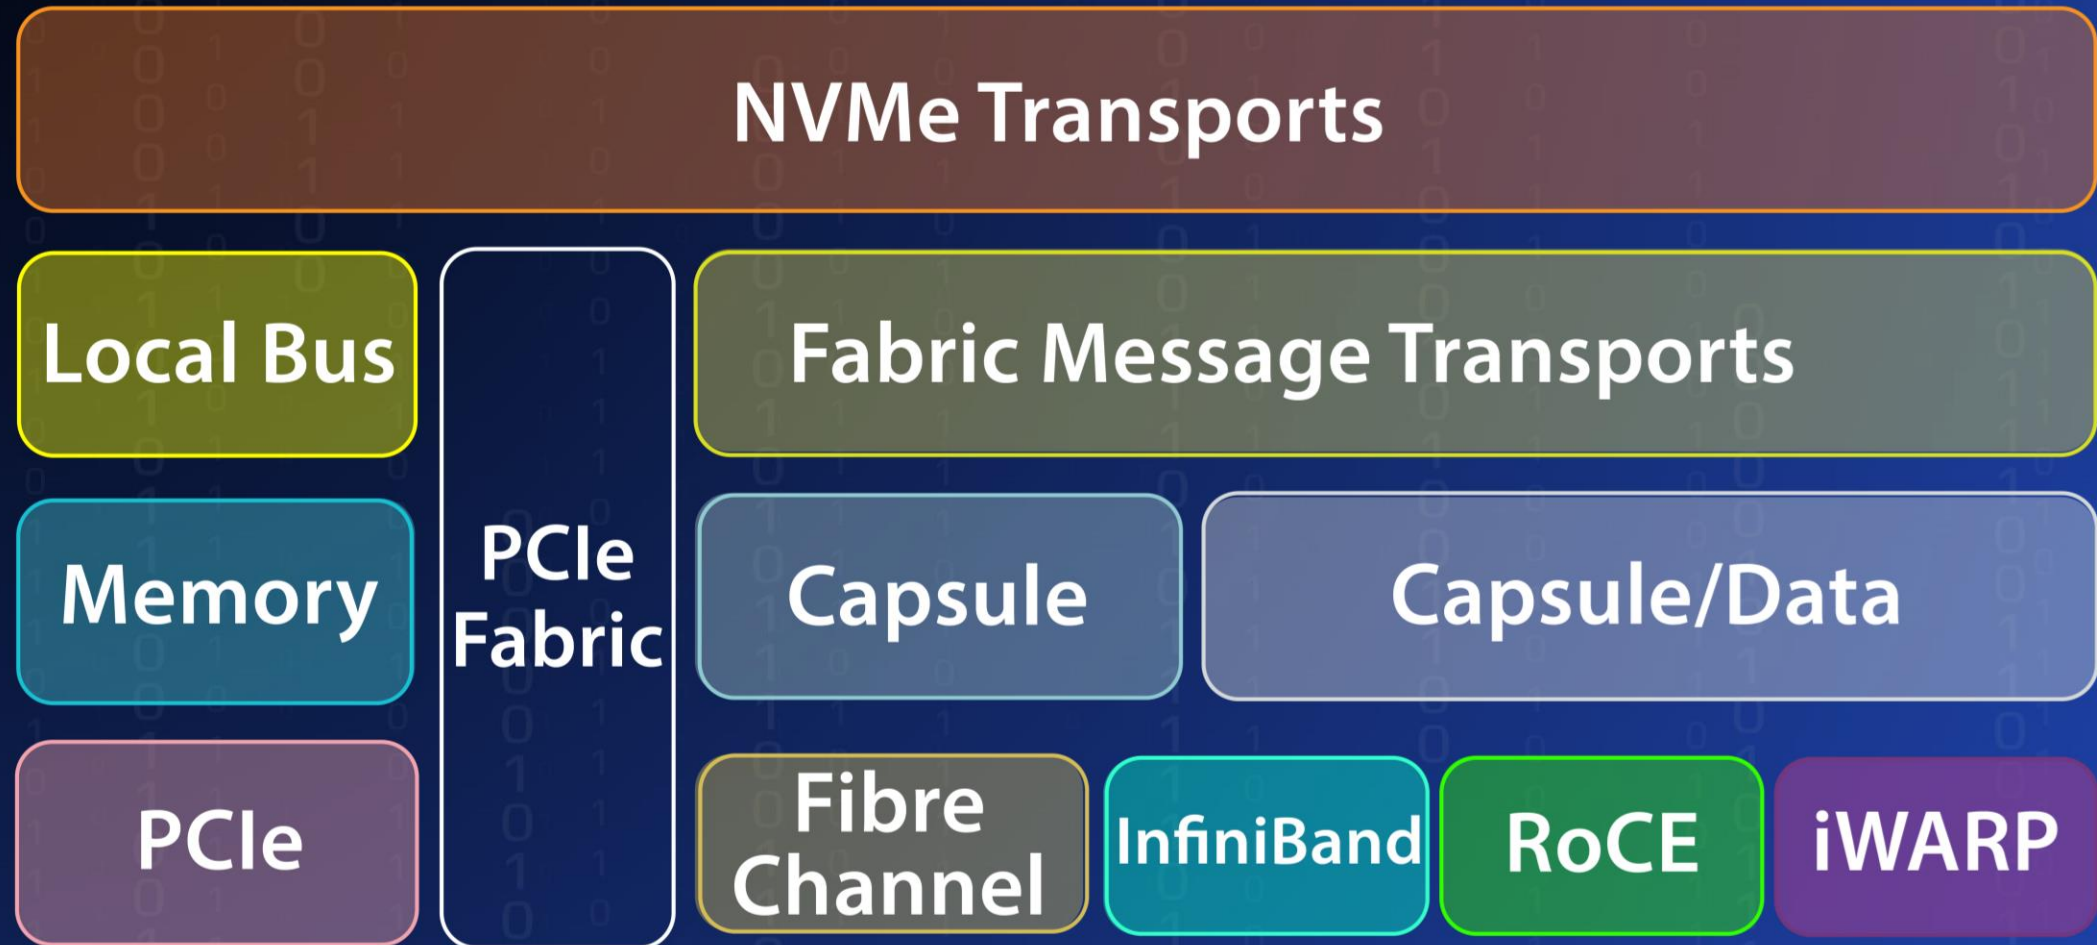 NVMe Transports
Local Bus
Fabric Message Transports
Memory
PCIe
Fabric
Capsule
Capsule/Data
PCIe
Fibre
Channel
InfiniBand
RoCE
iWARP